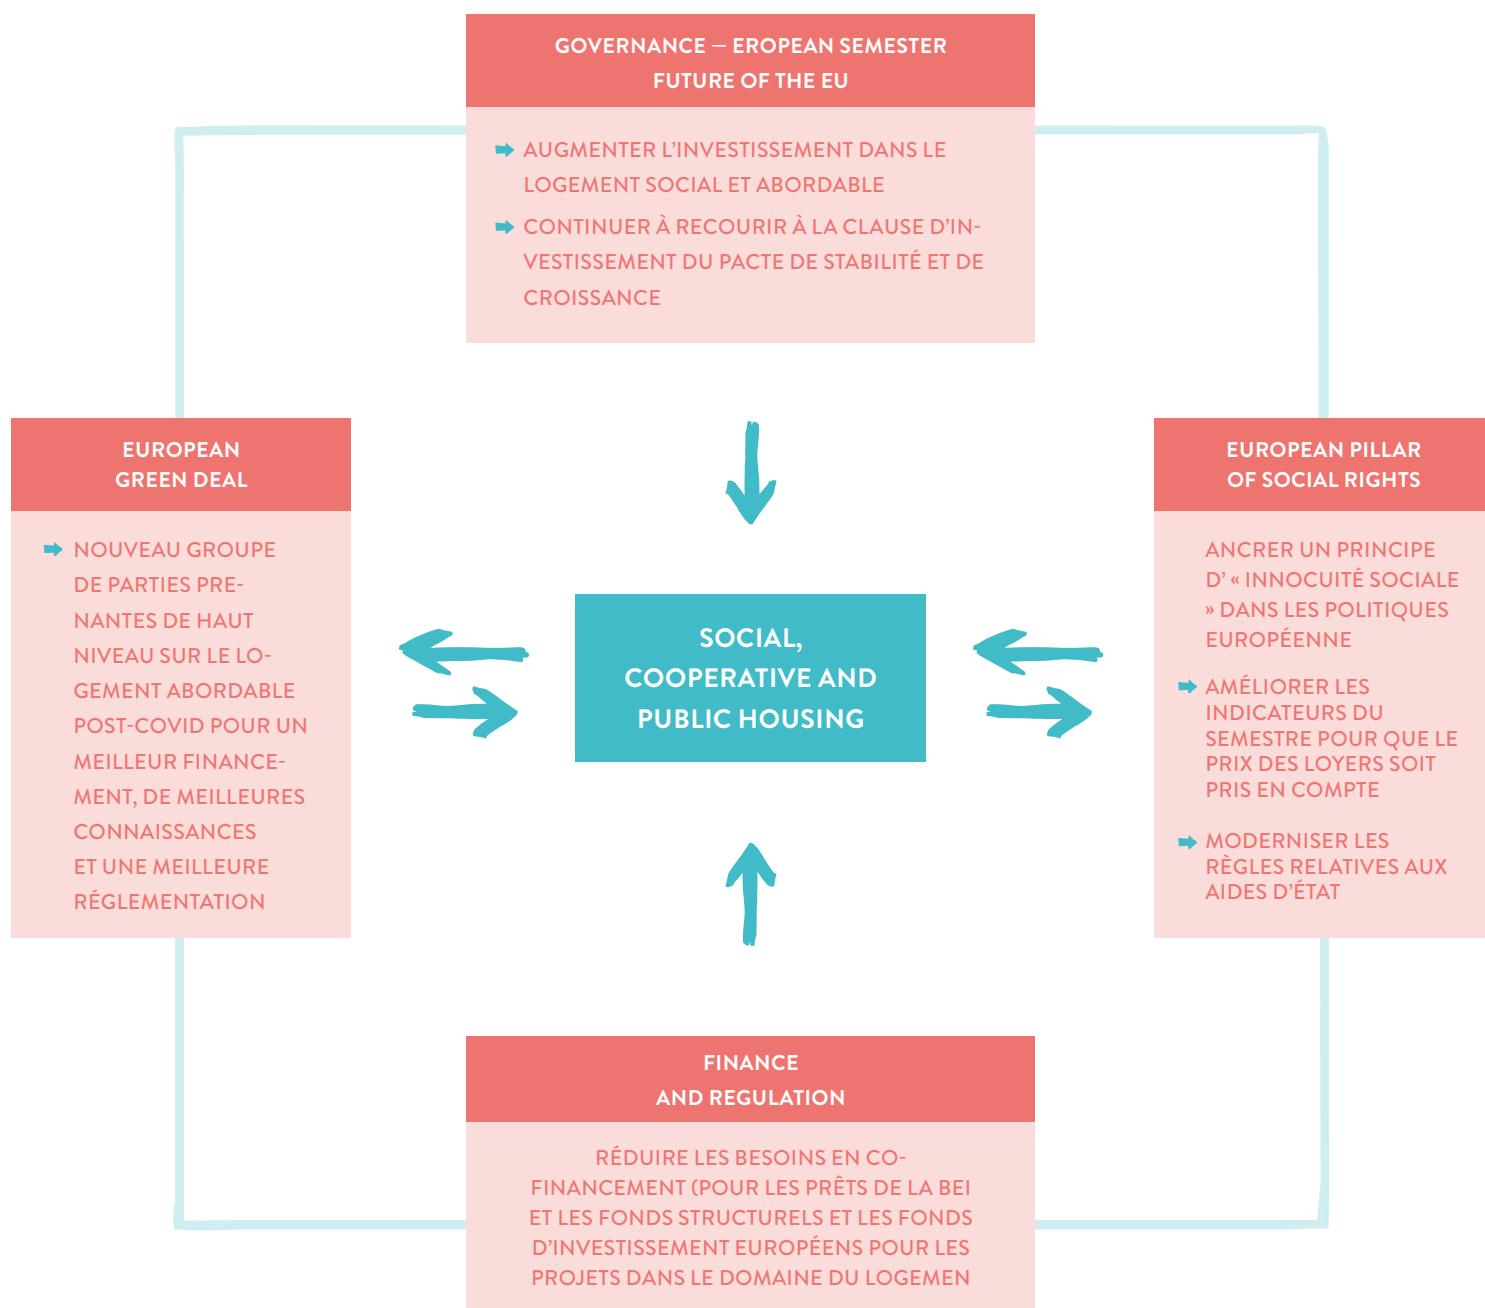 GOVERNANCE – EROPEAN SEMESTER
FUTURE OF THE EU
AUGMENTER L'INVESTISSEMENT DANS LE
LOGEMENT SOCIAL ET ABORDABLE
CONTINUER À RECOURIR À LA CLAUSE D'IN-
VESTISSEMENT DU PACTE DE STABILITÉ ET DE
CROISSANCE
EUROPEAN
GREEN DEAL
NOUVEAU GROUPE
DE PARTIES PRE-
NANTES DE HAUT
NIVEAU SUR LE LO-
GEMENT ABORDABLE
POST-COVID POUR UN
MEILLEUR FINANCE-
MENT, DE MEILLEURES
CONNAISSANCES
ET UNE MEILLEURE
RÉGLEMENTATION
SOCIAL,
COOPERATIVE AND
PUBLIC HOUSING
EUROPEAN PILLAR
OF SOCIAL RIGHTS
ANCRER UN PRINCIPE
D' « INNOCUITÉ SOCIALE
» DANS LES POLITIQUES
EUROPÉENNE
AMÉLIORER LES
INDICATEURS DU
SEMESTRE POUR QUE LE
PRIX DES LOYERS SOIT
PRIS EN COMPTE
MODERNISER LES
RÈGLES RELATIVES AUX
AIDES D'ÉTAT
FINANCE
AND REGULATION
RÉDUIRE LES BESOINS EN CO-
FINANCEMENT (POUR LES PRÊTS DE LA BEI
ET LES FONDS STRUCTURELS ET LES FONDS
D'INVESTISSEMENT EUROPÉENS POUR LES
PROJETS DANS LE DOMAINE DU LOGEMEN